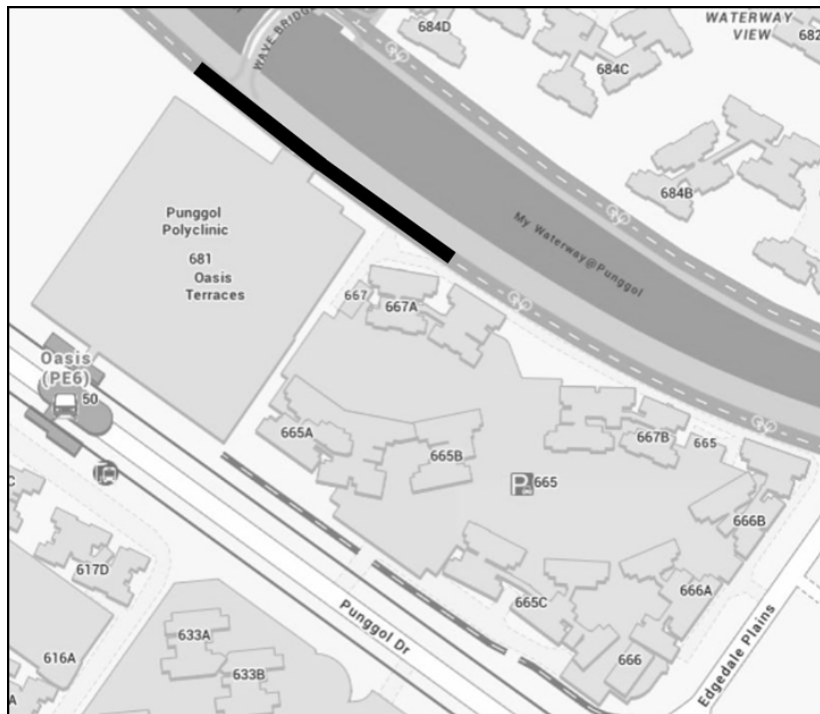 684D
WATERWAY
VIEW
682
WAVE BRIDGE
684C
684B
Punggol
Polyclinic
681
Oasis
Terraces
My Waterway@Punggol
667
667A
Oasis
(PE6)
50
665A
665B
667B
665
P 665
666B
617D
665C
666A
633A
Punggol Dr
616A
633B
666
Edgedale Plains
A